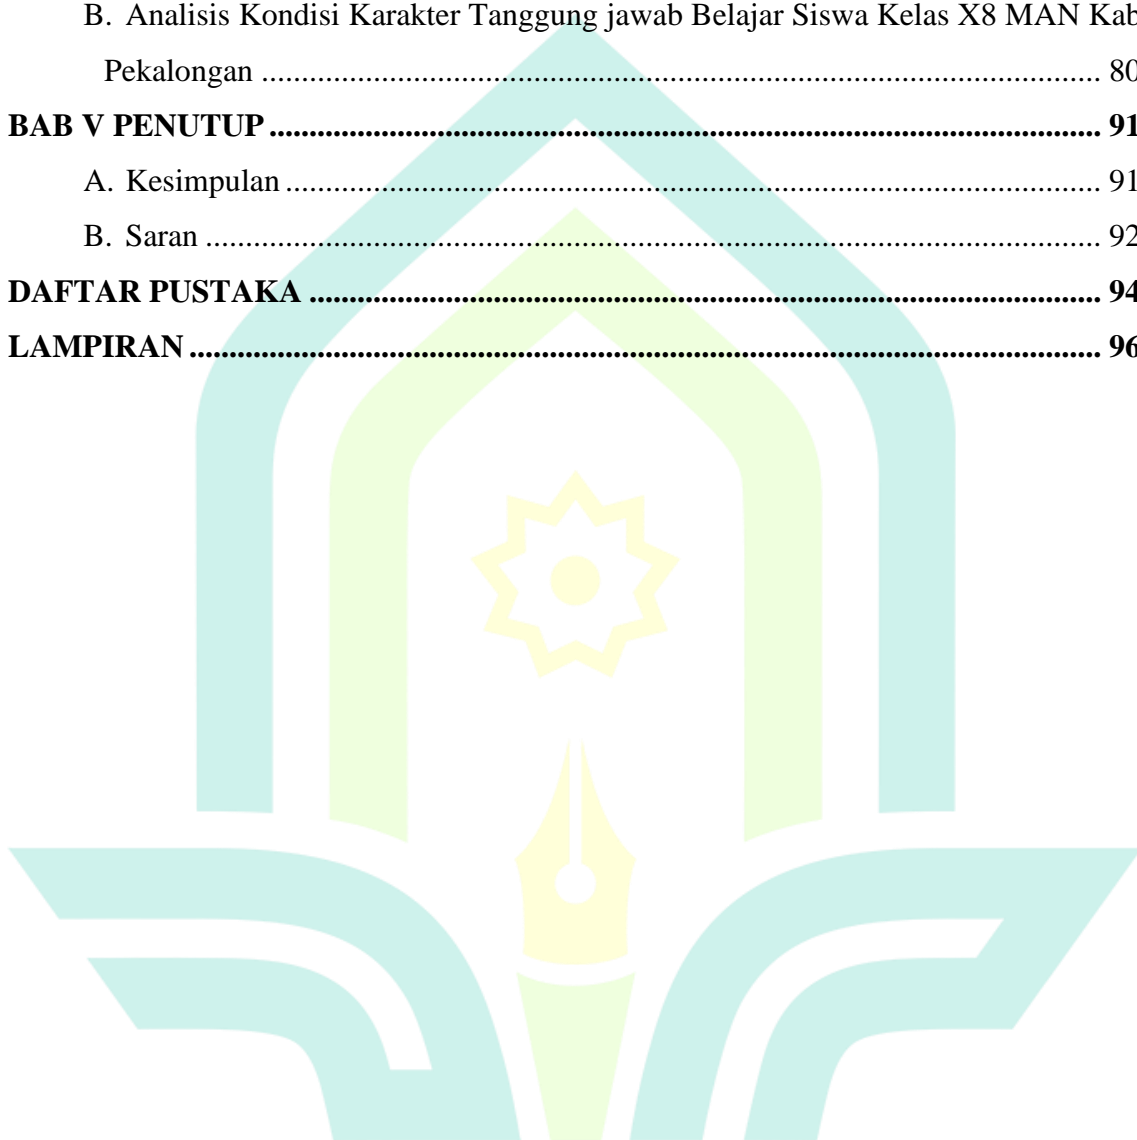 B. Analisis Kondisi Karakter Tanggung jawab Belajar Siswa Kelas X8 MAN Kab
Pekalongan ........................................................................................................ 80
BAB V PENUTUP ........................................................................................................ 91
A. Kesimpulan ...................................................................................................... 91
B. Saran ................................................................................................................ 92
DAFTAR PUSTAKA ................................................................................................... 94
LAMPIRAN .................................................................................................................. 96